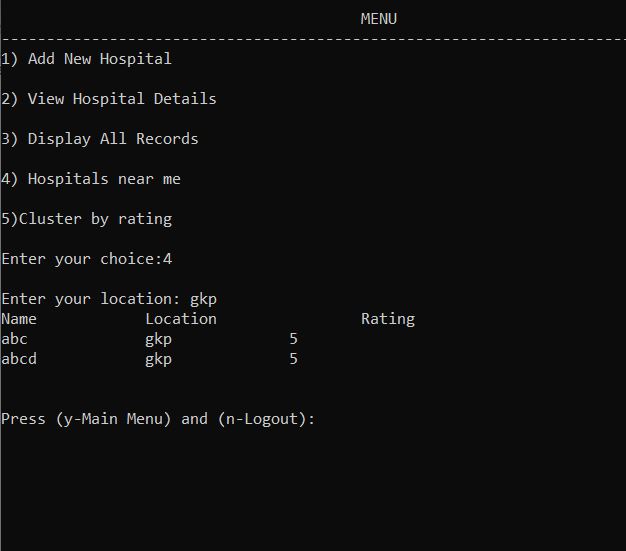 MENU
--------------------------------------------------------------------
1) Add New Hospital
2) View Hospital Details
3) Display All Records
4) Hospitals near me
5)Cluster by rating
Enter your choice:4
Enter your location: gkp
Name Location Rating
abc gkp 5
abcd gkp 5
Press (y-Main Menu) and (n-Logout):